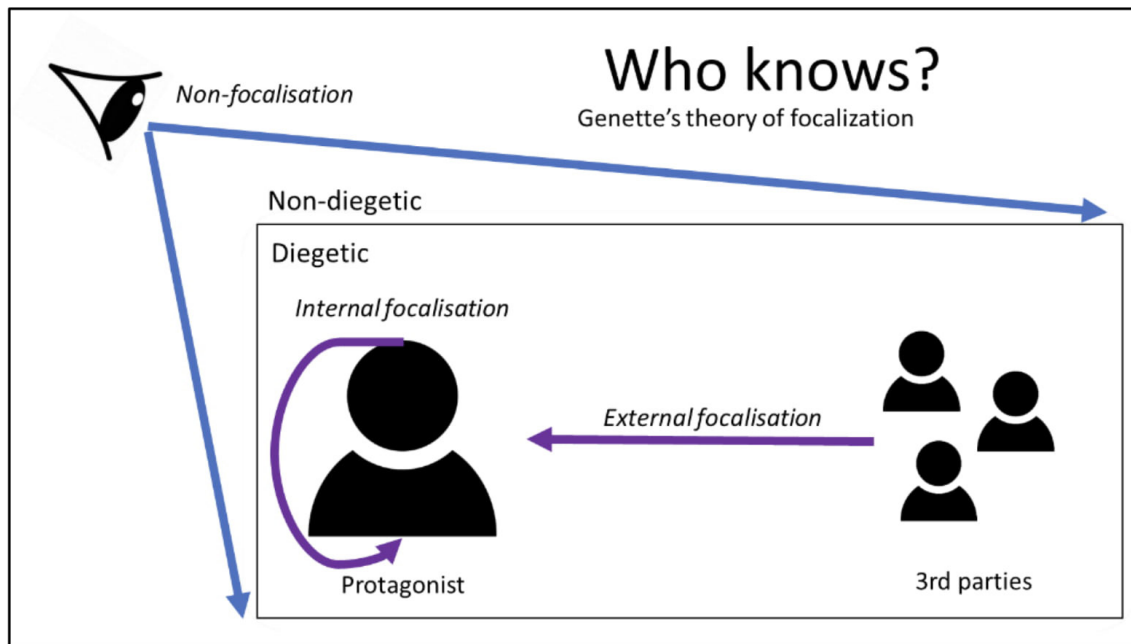 Who knows?
Genette's theory of focalization
Non-focalisation
Non-diegetic
Diegetic
Internal focalisation
External focalisation
Protagonist
3rd parties